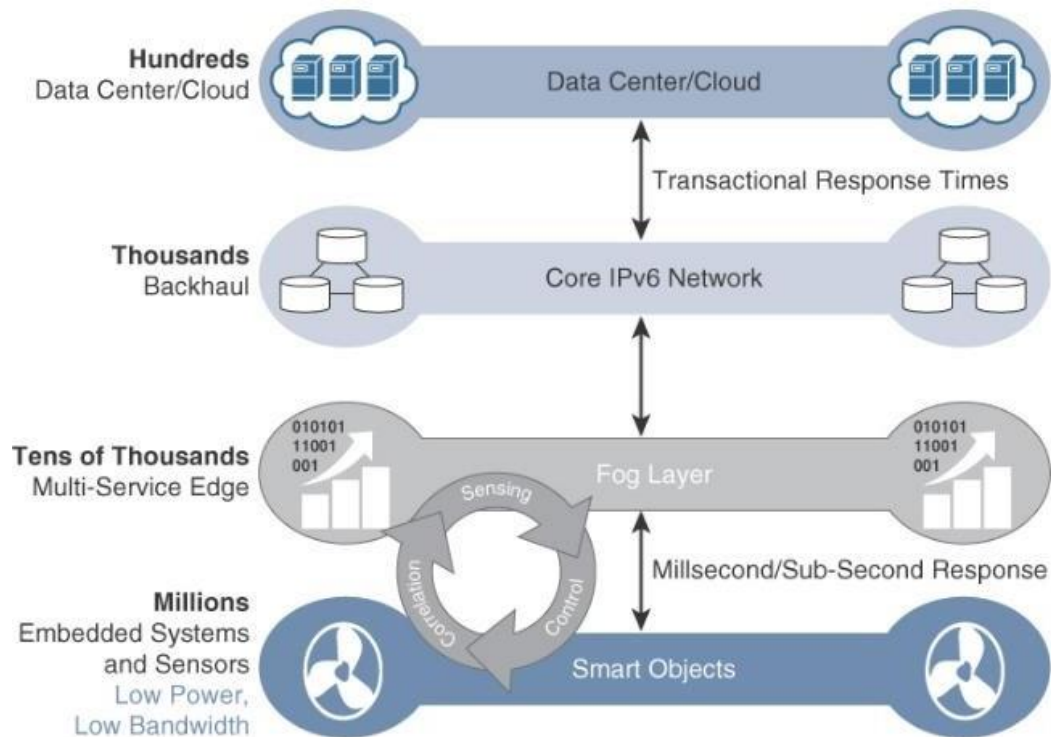 Hundreds
Data Center/Cloud
Data Center/Cloud
Transactional Response Times
Thousands
Backhaul
Core IPv6 Network
010101
11001
001
010101
11001
001
Tens of Thousands
Multi-Service Edge
Fog Layer
Sensing
Control
Correlation
Millsecond/Sub-Second Response
Millions
Embedded Systems
and Sensors
Low Power,
Low Bandwidth
Smart Objects